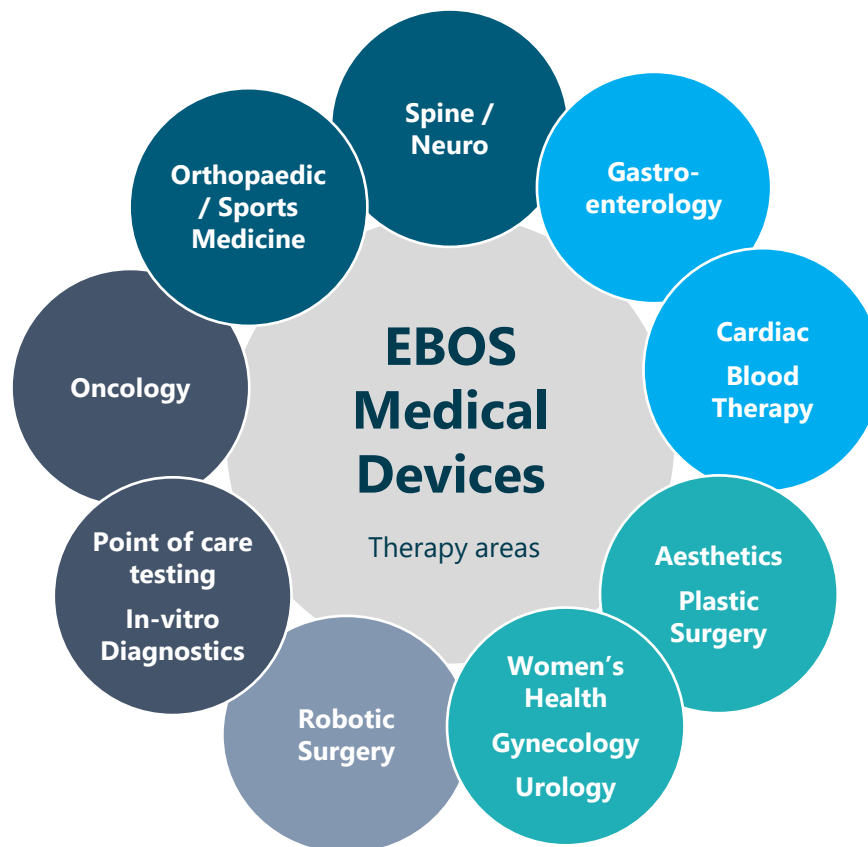 Spine /
Neuro
Gastro-
enterology
Cardiac
Blood
Therapy
Aesthetics
Plastic
Surgery
Women’s
Health
Gynecology
Urology
Robotic
Surgery
Point of care
testing
In-vitro
Diagnostics
Oncology
Orthopaedic
/ Sports
Medicine
EBOS
Medical
Devices
Therapy areas